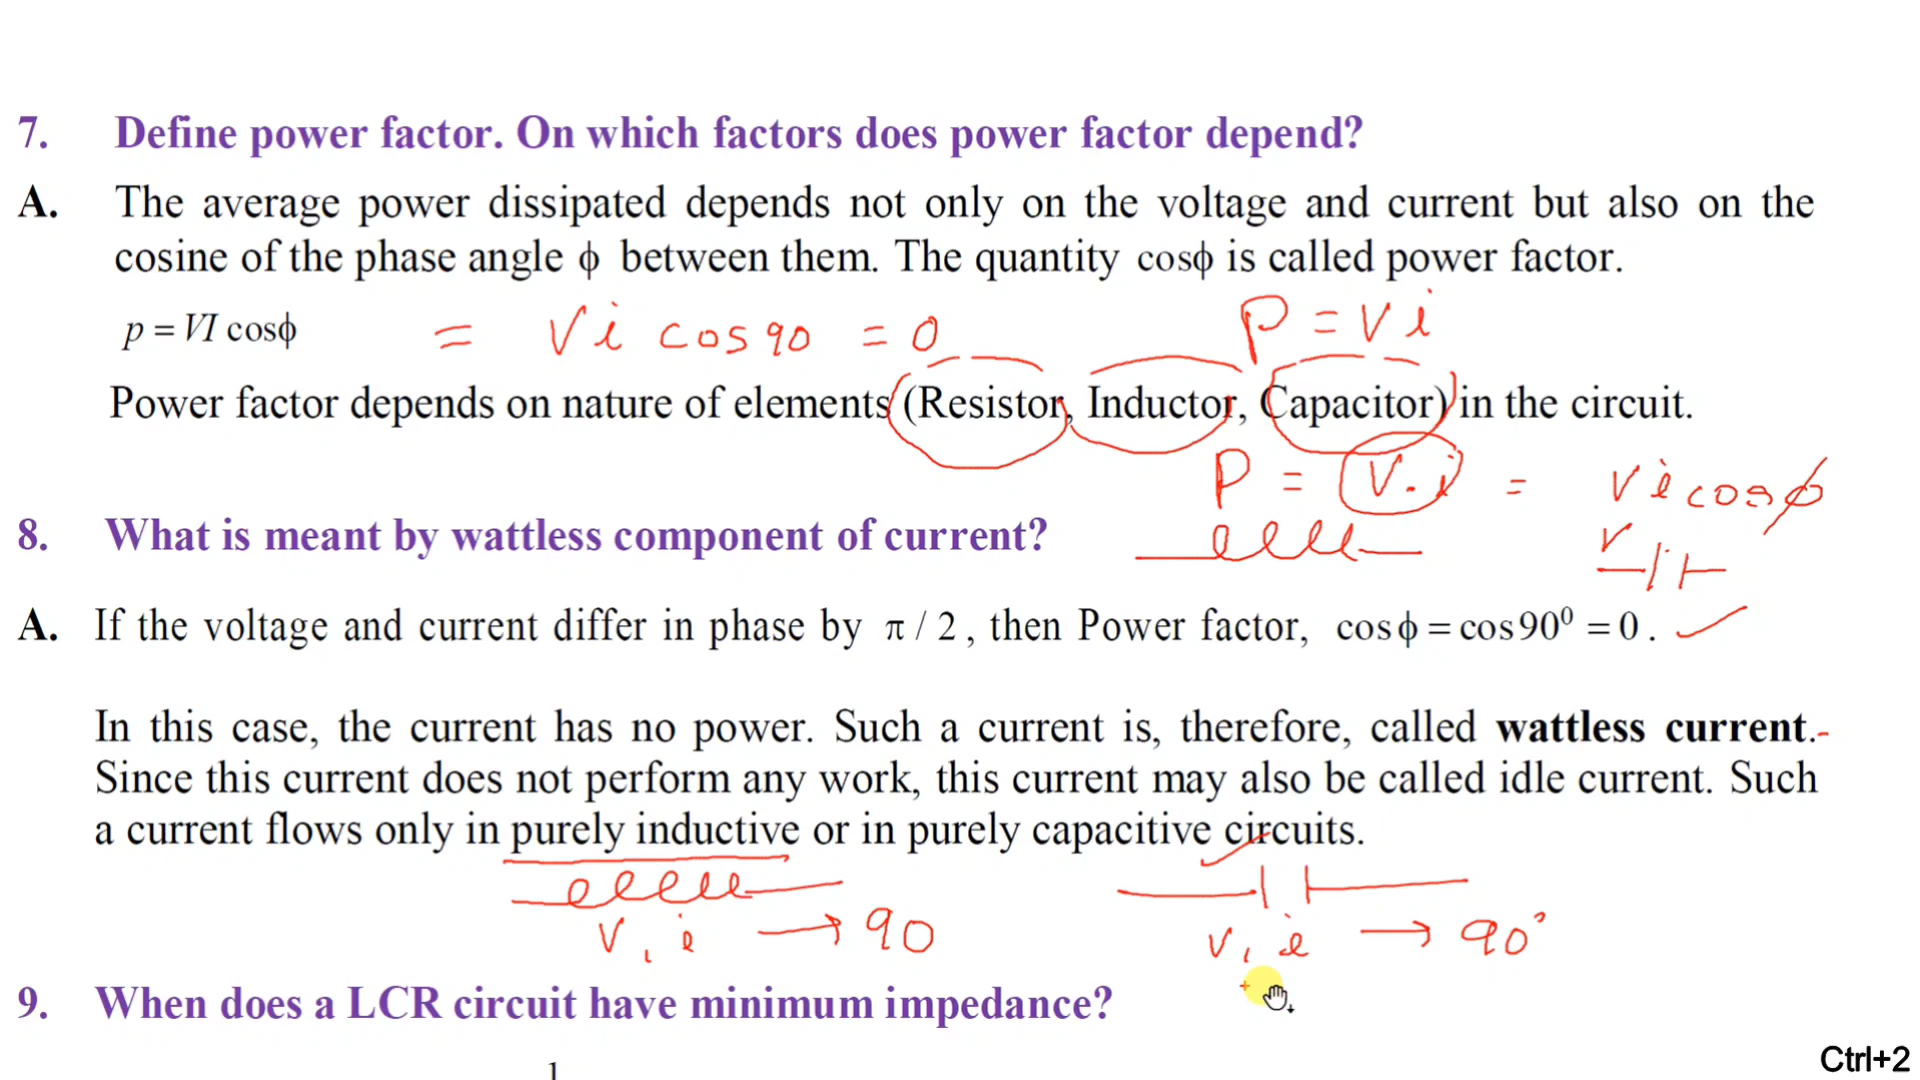 7. Define power factor. On which factors does power factor depend?
A. The average power dissipated depends not only on the voltage and current but also on the
cosine of the phase angle ϕ between them. The quantity cosϕ is called power factor.
p = VI cosϕ = Vi cos 90 = 0 P = Vi
Power factor depends on nature of elements (Resistor, Inductor, Capacitor) in the circuit.
P = V.i = Vi cos ϕ
8. What is meant by wattless component of current?
V
A. If the voltage and current differ in phase by π / 2, then Power factor, cos ϕ = cos 90⁰ = 0.
In this case, the current has no power. Such a current is, therefore, called wattless current.
Since this current does not perform any work, this current may also be called idle current. Such
a current flows only in purely inductive or in purely capacitive circuits.
V, i → 90 V, i → 90°
9. When does a LCR circuit have minimum impedance?
1
Ctrl+2